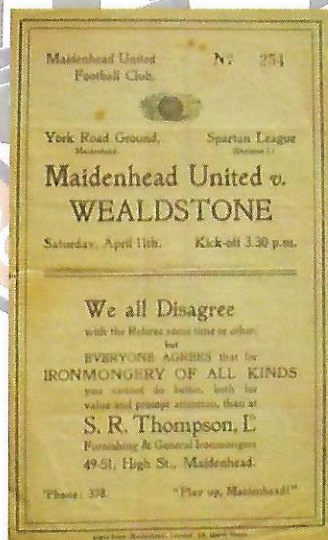 Maidenhead United Nº 254
Football Club.
York Road Ground, Spartan League
Maidenhead. (Division I.)
Maidenhead United v.
WEALDSTONE
Saturday, April 11th. Kick-off 3.30 p.m.
We all Disagree
with the Referee some time or other,
but
EVERYONE AGREES that for
IRONMONGERY OF ALL KINDS
you cannot do better, both for
value and prompt attention, than at
S. R. Thompson, Ld
Furnishing & General Ironmongers
49-51, High St., Maidenhead.
'Phone: 378. "Play up, Maidenhead!"